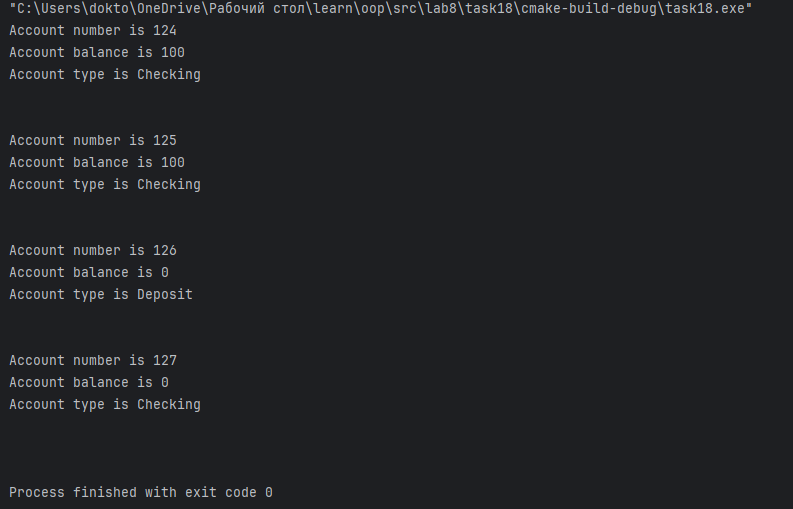 "C:\Users\dokto\OneDrive\Рабочий стол\learn\oop\src\lab8\task18\cmake-build-debug\task18.exe"
Account number is 124
Account balance is 100
Account type is Checking
Account number is 125
Account balance is 100
Account type is Checking
Account number is 126
Account balance is 0
Account type is Deposit
Account number is 127
Account balance is 0
Account type is Checking
Process finished with exit code 0